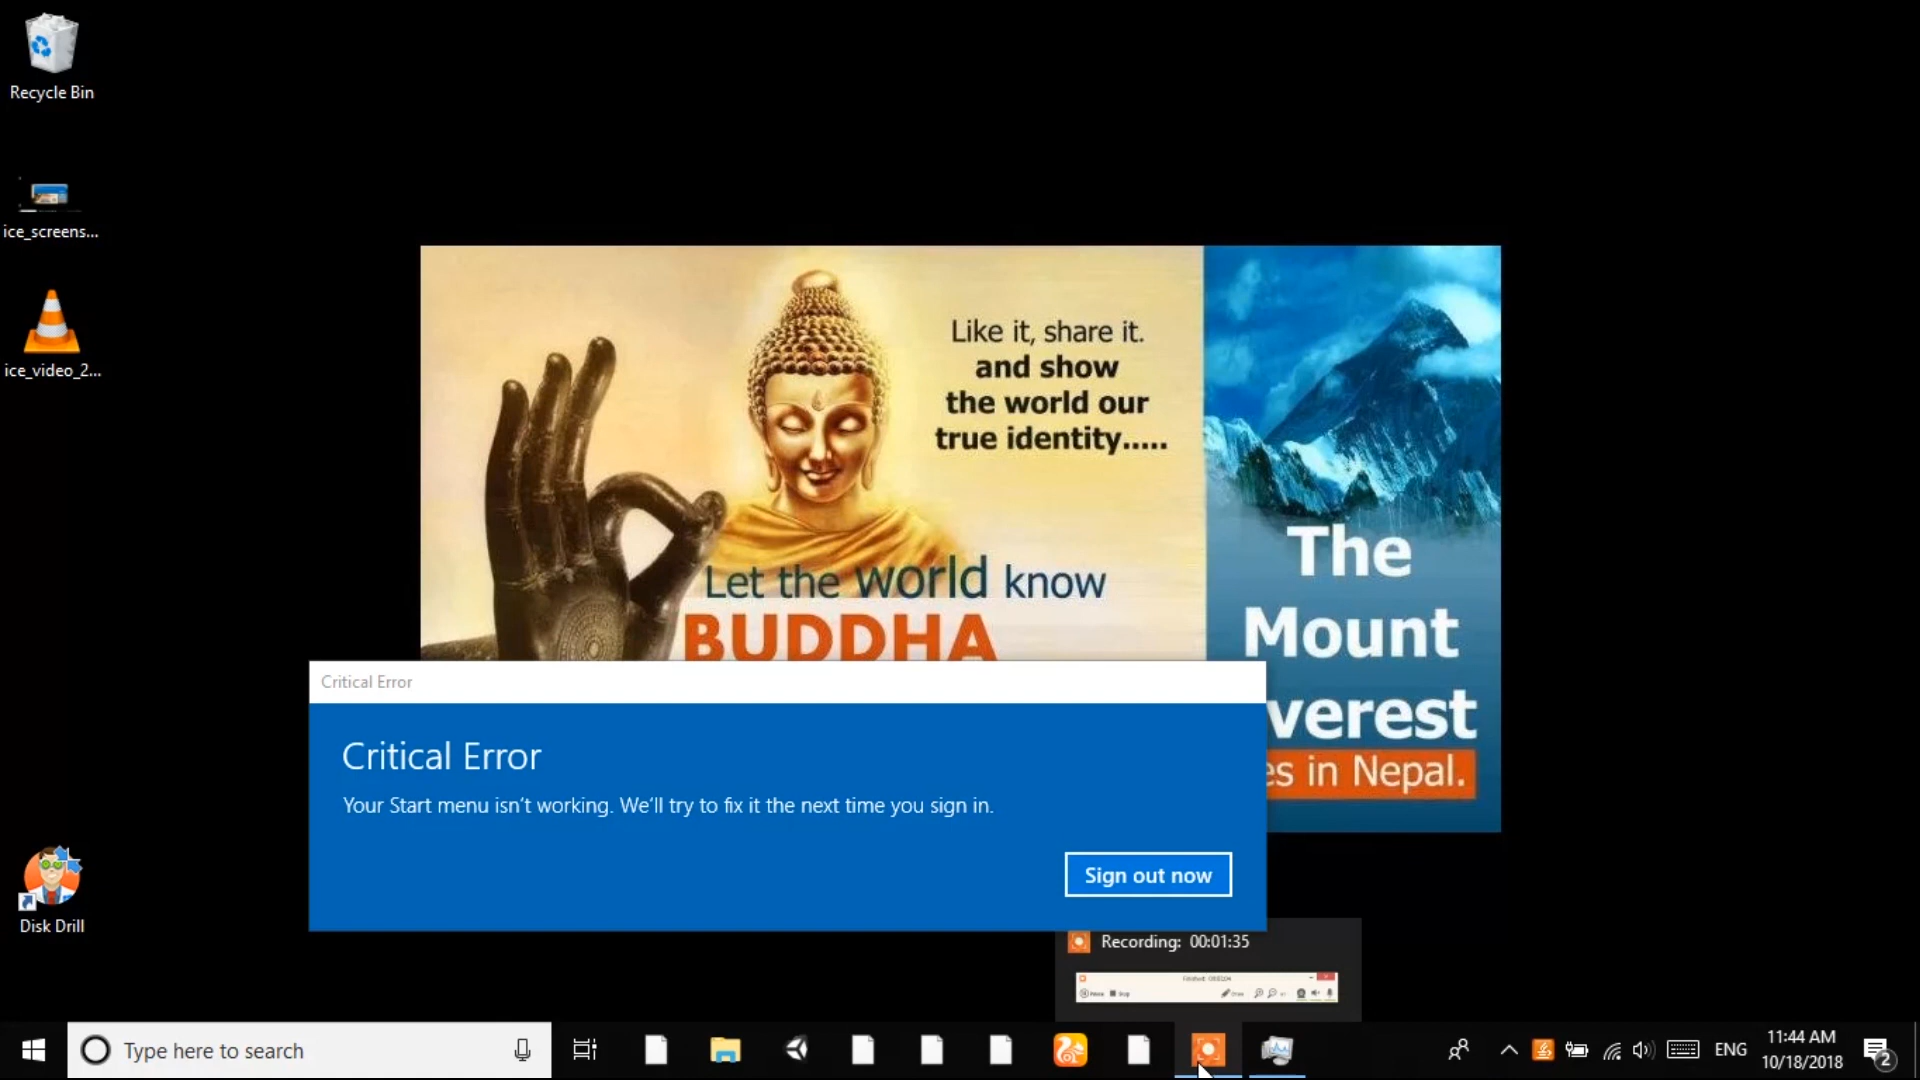 Recycle Bin
ice_screens...
ice_video_2...
Disk Drill
Like it, share it.
and show
the world our
true identity.....
Let the world know
BUDDHA
The
Mount
verest
es in Nepal.
Critical Error
Critical Error
Your Start menu isn't working. We'll try to fix it the next time you sign in.
Sign out now
Recording: 00:01:35
Type here to search
ENG
11:44 AM
10/18/2018
2